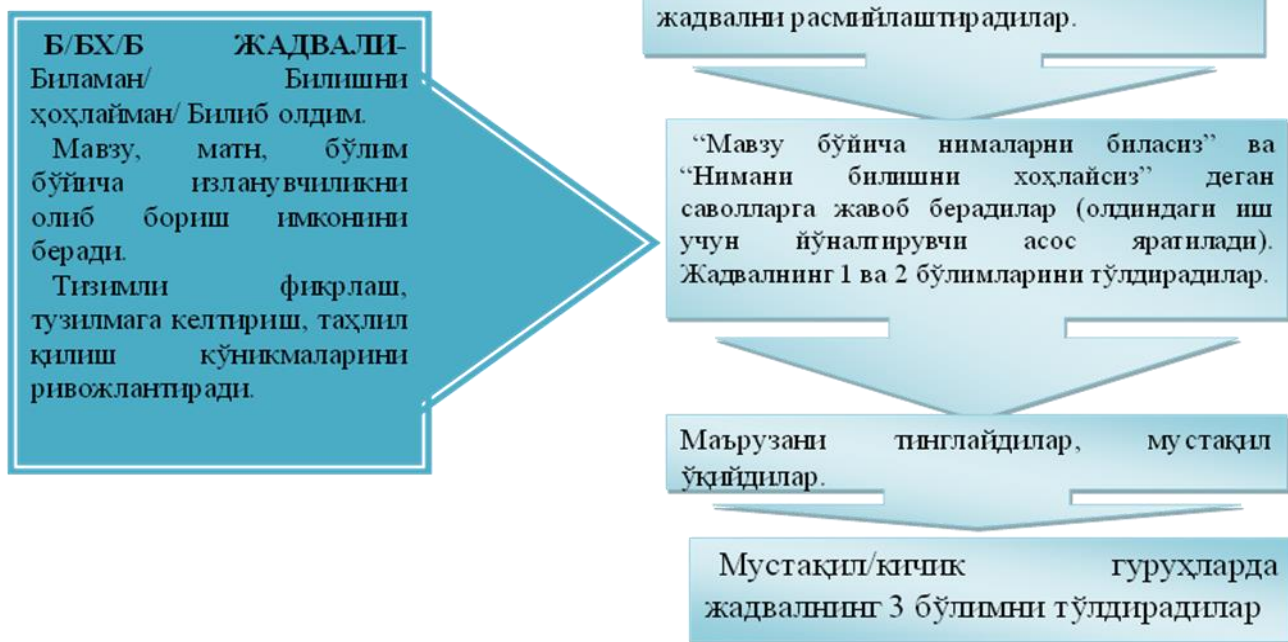 Б/БХ/Б ЖАДВАЛИ-
Биламан/ Билишни
ҳоҳлайман/ Билиб олдим.
Мавзу, матн, бўлим
бўйича изланувчиликни
олиб бориш имконини
беради.
Тизимли фикрлаш,
тузилмага келтириш, таҳлил
қилиш кўникмаларини
ривожлантиради.
жадвални расмийлаштирадилар.
“Мавзу бўйича нималарни биласиз” ва
“Нимани билишни хоҳлайсиз” деган
саволларга жавоб берадилар (олдиндаги иш
учун йўналтирувчи асос яратилади).
Жадвалнинг 1 ва 2 бўлимларини тўлдирадилар.
Маърузани тинглайдилар, мустақил
ўқийдилар.
Мустақил/кичик гуруҳларда
жадвалнинг 3 бўлимни тўлдирадилар